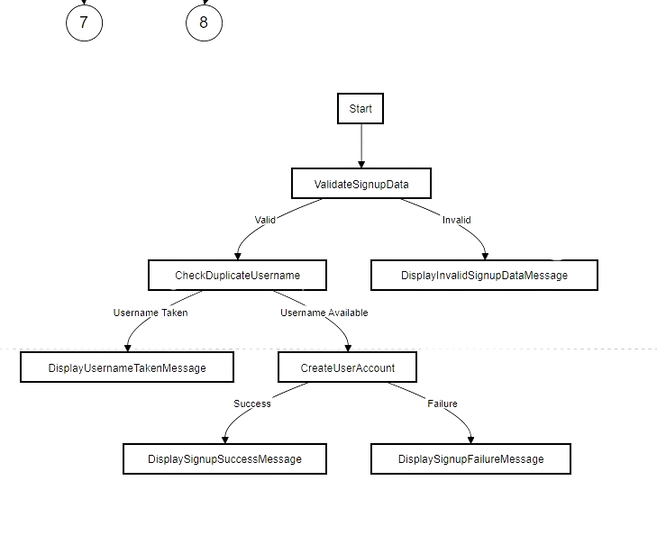 7
8
Start
ValidateSignupData
Valid
Invalid
CheckDuplicateUsername
DisplayInvalidSignupDataMessage
Username Taken
Username Available
DisplayUsernameTakenMessage
CreateUserAccount
Success
Failure
DisplaySignupSuccessMessage
DisplaySignupFailureMessage